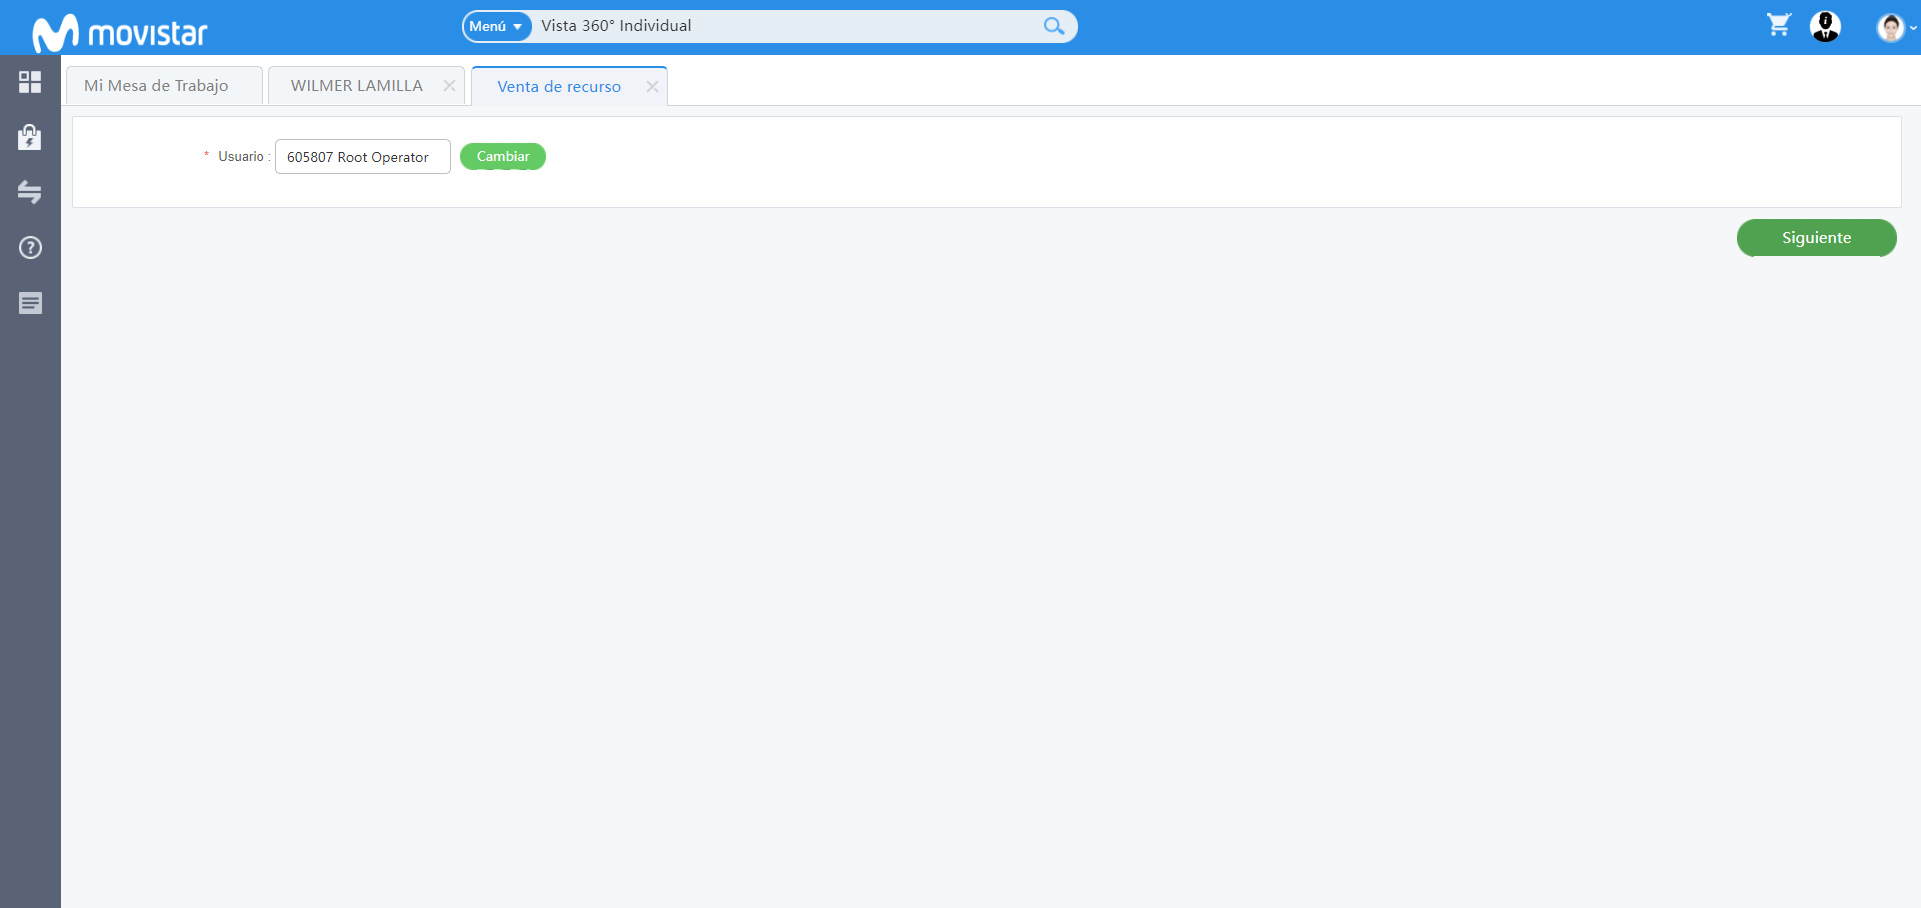 movistar
Menú
Vista 360° Individual
Mi Mesa de Trabajo
WILMER LAMILLA
Venta de recurso
* Usuario :
605807 Root Operator
Cambiar
Siguiente